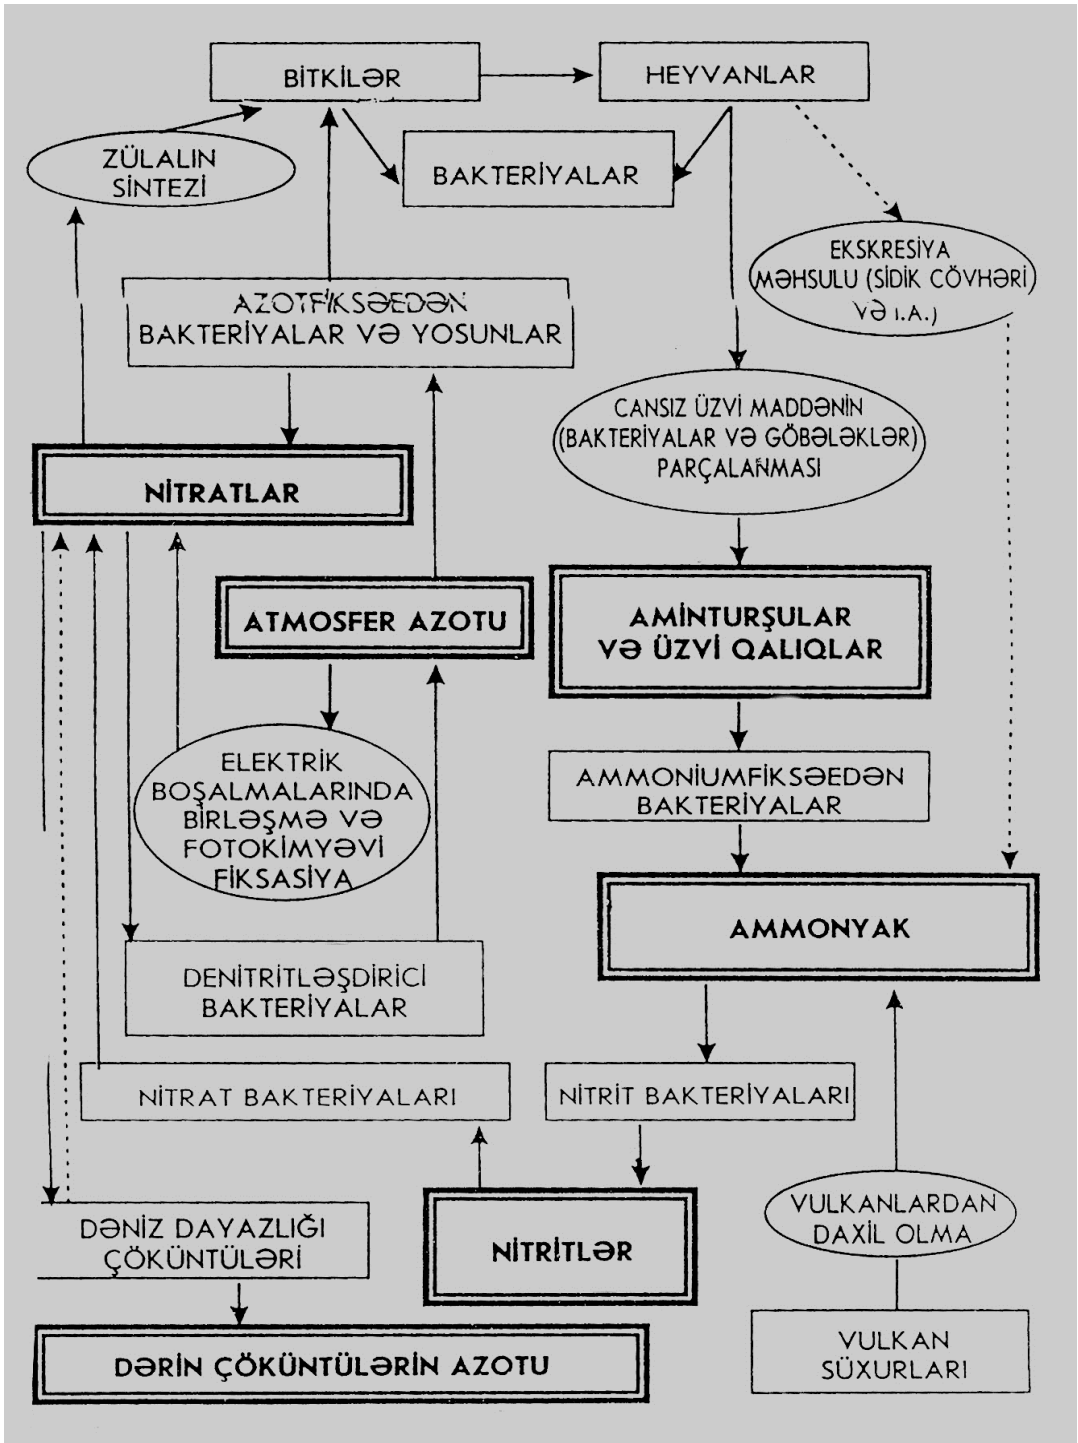 BİTKİLƏR
HEYVANLAR
ZÜLALIN
SİNTEZİ
BAKTERİYALAR
EKSKRESİYA
MƏHSULU (SİDİK CÖVHƏRİ)
VƏ İ.A.)
AZOTFİKSƏEDƏN
BAKTERİYALAR VƏ YOSUNLAR
CANSIZ ÜZVİ MADDƏNİN
(BAKTERİYALAR VƏ GÖBƏLƏKLƏR)
PARÇALANMASI
NİTRATLAR
ATMOSFER AZOTU
AMİNTURŞULAR
VƏ ÜZVİ QALIQLAR
ELEKTRİK
BOŞALMALARINDA
BİRLƏŞMƏ VƏ
FOTOKİMYƏVİ
FİKSASİYA
AMMONİUMFİKSƏEDƏN
BAKTERİYALAR
AMMONYAK
DENİTRİTLƏŞDİRİCİ
BAKTERİYALAR
NİTRAT BAKTERİYALARI
NİTRİT BAKTERİYALARI
DƏNİZ DAYAZLIĞI
ÇÖKÜNTÜLƏRİ
NİTRİTLƏR
VULKANLARDAN
DAXİL OLMA
DƏRİN ÇÖKÜNTÜLƏRİN AZOTU
VULKAN
SÜXURLARI